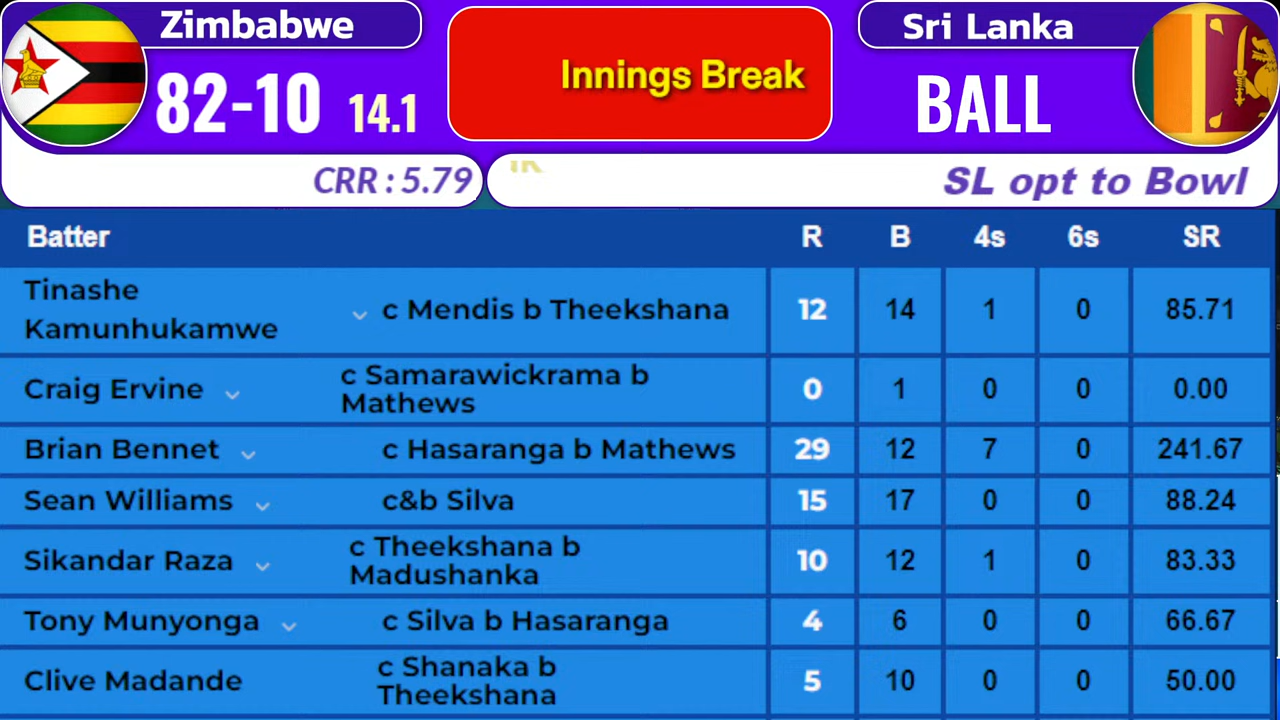 Zimbabwe
82-10 14.1
Innings Break
Sri Lanka
BALL
CRR : 5.79
SL opt to Bowl
Batter R B 4s 6s SR
Tinashe
Kamunhukamwe c Mendis b Theekshana 12 14 1 0 85.71
Craig Ervine c Samarawickrama b
Mathews 0 1 0 0 0.00
Brian Bennet c Hasaranga b Mathews 29 12 7 0 241.67
Sean Williams c&b Silva 15 17 0 0 88.24
Sikandar Raza c Theekshana b
Madushanka 10 12 1 0 83.33
Tony Munyonga c Silva b Hasaranga 4 6 0 0 66.67
Clive Madande c Shanaka b
Theekshana 5 10 0 0 50.00